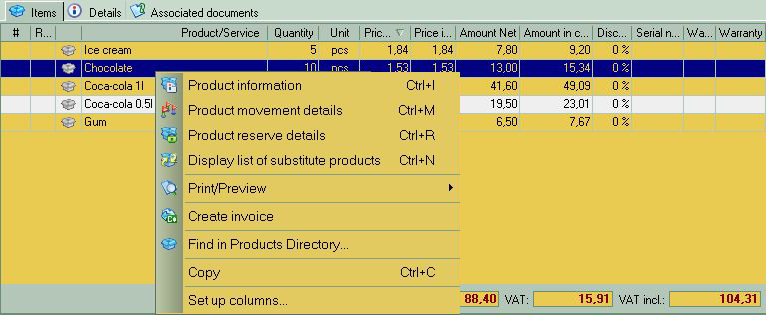 Items Details Associated documents
# R... Product/Service Quantity Unit Pric... Price i... Amount Net Amount in c... Disc... Serial n... Wa... Warranty
Ice cream 5 pcs 1,84 1,84 7,80 9,20 0 %
Chocolate 10 pcs 1,53 1,53 13,00 15,34 0 %
Coca-cola 1l 41,60 49,09 0 %
Coca-cola 0.5l 19,50 23,01 0 %
Gum 6,50 7,67 0 %
Product information Ctrl+I
Product movement details Ctrl+M
Product reserve details Ctrl+R
Display list of substitute products Ctrl+N
Print/Preview
Create invoice
Find in Products Directory...
Copy Ctrl+C
Set up columns...
88,40 VAT: 15,91 VAT incl.: 104,31